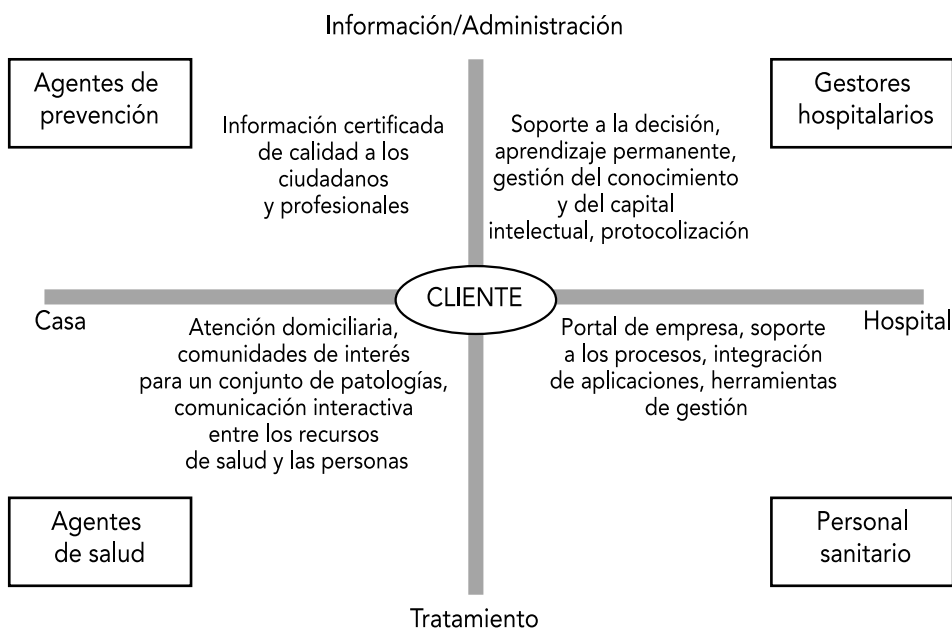 Información/Administración
Agentes de
prevención
Gestores
hospitalarios
Información certificada
de calidad a los
ciudadanos
y profesionales
Soporte a la decisión,
aprendizaje permanente,
gestión del conocimiento
y del capital
intelectual, protocolización
CLIENTE
Casa
Hospital
Atención domiciliaria,
comunidades de interés
para un conjunto de patologías,
comunicación interactiva
entre los recursos
de salud y las personas
Portal de empresa, soporte
a los procesos, integración
de aplicaciones, herramientas
de gestión
Agentes
de salud
Personal
sanitario
Tratamiento